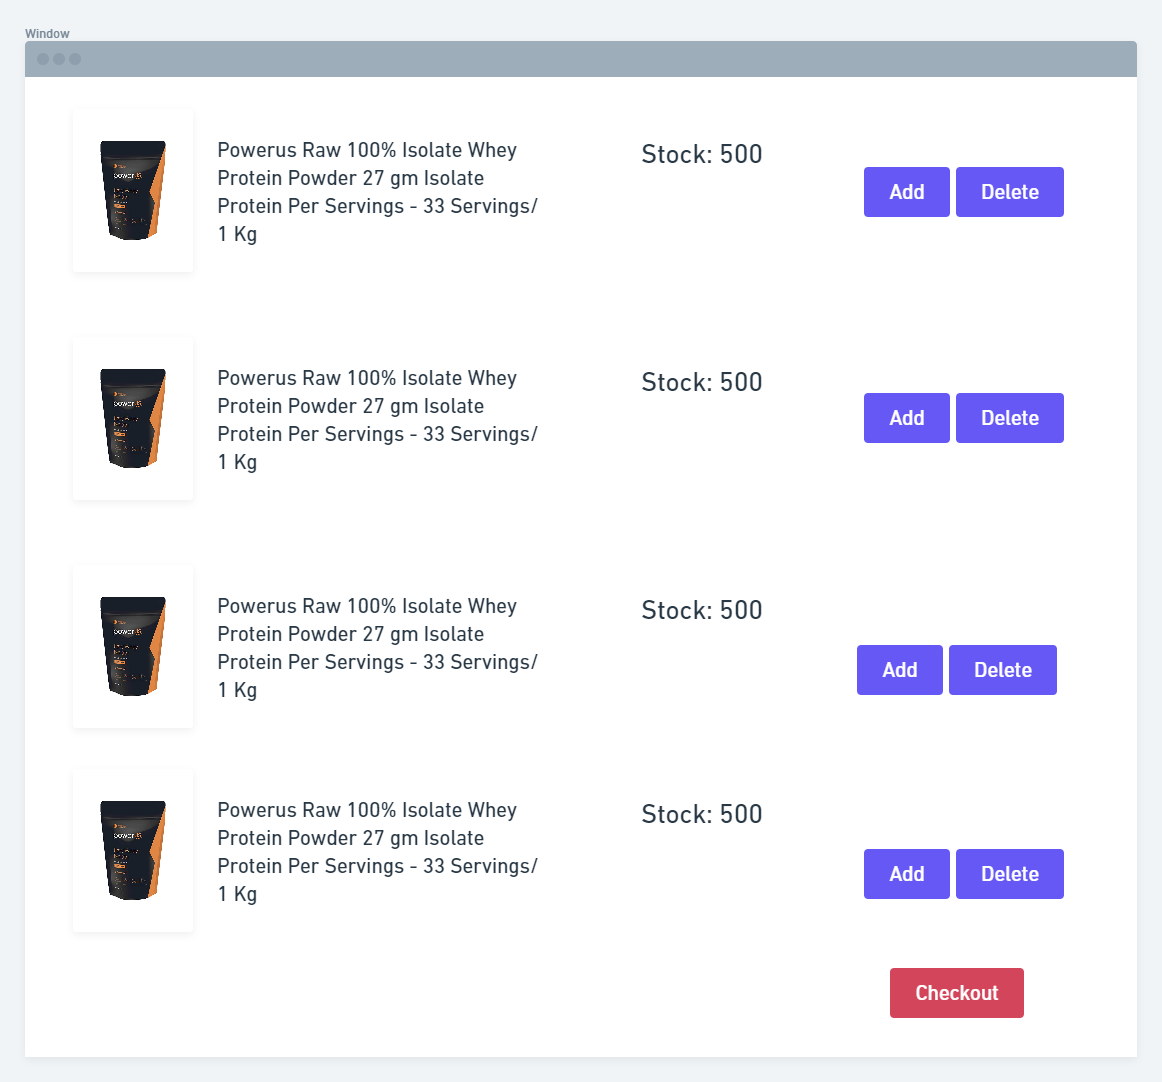 Window
Powerus Raw 100% Isolate Whey
Protein Powder 27 gm Isolate
Protein Per Servings - 33 Servings/
1 Kg
Stock: 500
Add
Delete
Powerus Raw 100% Isolate Whey
Protein Powder 27 gm Isolate
Protein Per Servings - 33 Servings/
1 Kg
Stock: 500
Add
Delete
Powerus Raw 100% Isolate Whey
Protein Powder 27 gm Isolate
Protein Per Servings - 33 Servings/
1 Kg
Stock: 500
Add
Delete
Powerus Raw 100% Isolate Whey
Protein Powder 27 gm Isolate
Protein Per Servings - 33 Servings/
1 Kg
Stock: 500
Add
Delete
Checkout